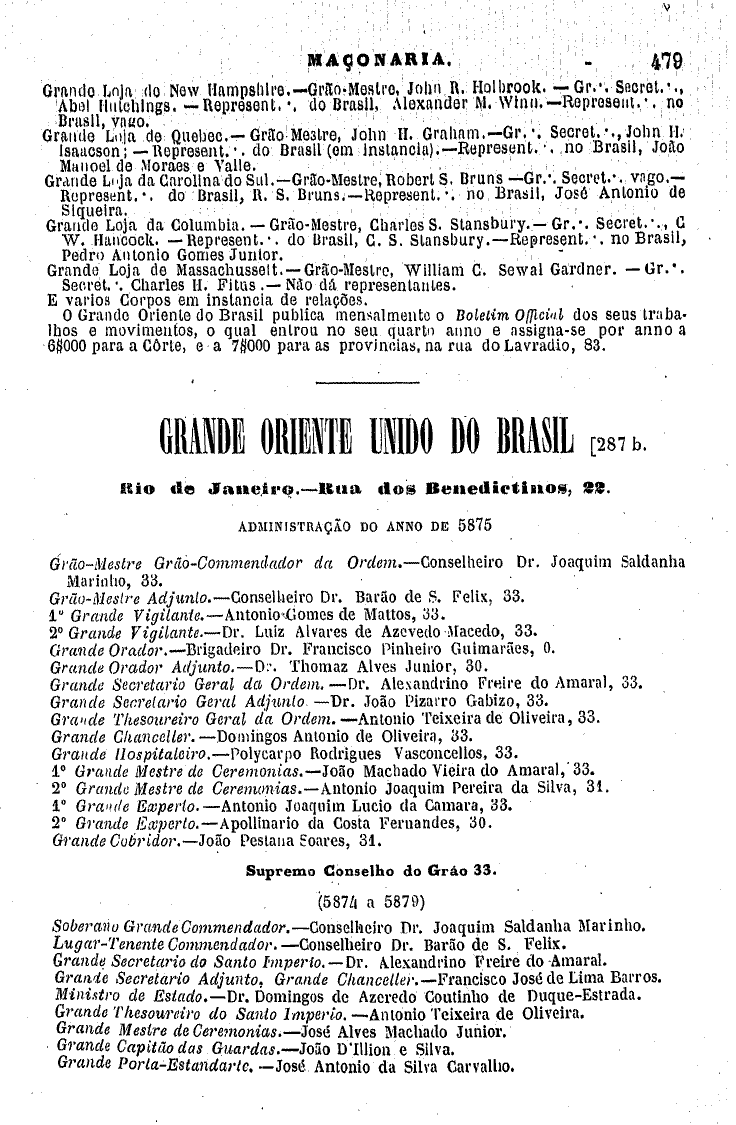 MAÇONARIA. - 479
Grande Loja do New Hampshire.—Grão-Mestre, John R. Holbrook. — Gr.·. Secret.·.,
Abel Hutchings. — Represent.·. do Brasil, Alexander M. Winn.—Represent.·. no
Brasil, vago.
Grande Loja de Quebec.—Grão Mestre, John H. Graham.—Gr.·. Secret.·., John H.
Isaacson; — Represent.·. do Brasil (em instancia).—Represent.·. no Brasil, João
Manoel de Moraes e Valle.
Grande Loja da Carolina do Sul.—Grão-Mestre, Robert S. Bruns —Gr.·. Secret.·. vago.—
Represent.·. do Brasil, R. S. Bruns.—Represent.·. no Brasil, José Antonio de
Siqueira.
Grande Loja da Columbia. — Grão-Mestre, Charles S. Stansbury.— Gr.·. Secret.·., C
W. Hancock. — Represent.·. do Brasil, C. S. Stansbury.—Represent.·. no Brasil,
Pedro Antonio Gomes Junior.
Grande Loja de Massachusselt.—Grão-Mestre, William C. Sewal Gardner. — Gr.·.
Secret.·. Charles H. Fitus.— Não dá representantes.
E varios Corpos em instancia de relações.
O Grande Oriente do Brasil publica mensalmente o Boletim Official dos seus traba-
lhos e movimentos, o qual entrou no seu quarto anno e assigna-se por anno a
6$000 para a Côrte, e a 7$000 para as provincias, na rua do Lavradio, 83.
GRANDE ORIENTE UNIDO DO BRASIL [287 b.
Rio de Janeiro.—Rua dos Benedictinos, 22.
ADMINISTRAÇÃO DO ANNO DE 5875
Grão-Mestre Grão-Commendador da Ordem.—Conselheiro Dr. Joaquim Saldanha
Marinho, 33.
Grão-Mestre Adjunto.—Conselheiro Dr. Barão de S. Felix, 33.
1º Grande Vigilante.—Antonio Gomes de Mattos, 33.
2º Grande Vigilante.—Dr. Luiz Alvares de Azevedo Macedo, 33.
Grande Orador.—Brigadeiro Dr. Francisco Pinheiro Guimarães, 0.
Grande Orador Adjunto.—Dr. Thomaz Alves Junior, 30.
Grande Secretario Geral da Ordem. —Dr. Alexandrino Freire do Amaral, 33.
Grande Secretario Geral Adjunto —Dr. João Pizarro Gabizo, 33.
Grande Thesoureiro Geral da Ordem. —Antonio Teixeira de Oliveira, 33.
Grande Chanceller.—Domingos Antonio de Oliveira, 33.
Grande Hospitaleiro.—Polycarpo Rodrigues Vasconcellos, 33.
1º Grande Mestre de Ceremonias.—João Machado Vieira do Amaral, 33.
2º Grande Mestre de Ceremonias.—Antonio Joaquim Pereira da Silva, 31.
1º Grande Experto.—Antonio Joaquim Lucio da Camara, 33.
2º Grande Experto.—Apollinario da Costa Fernandes, 30.
Grande Cobridor.—João Pestana Soares, 31.
Supremo Conselho do Gráo 33.
(5874 a 5879)
Soberano Grande Commendador.—Conselheiro Dr. Joaquim Saldanha Marinho.
Lugar-Tenente Commendador.—Conselheiro Dr. Barão de S. Felix.
Grande Secretario do Santo Imperio.—Dr. Alexandrino Freire do Amaral.
Grande Secretario Adjunto, Grande Chanceller.—Francisco José de Lima Barros.
Ministro de Estado.—Dr. Domingos de Azeredo Coutinho de Duque-Estrada.
Grande Thesoureiro do Santo Imperio. —Antonio Teixeira de Oliveira.
Grande Mestre de Ceremonias.—José Alves Machado Junior.
Grande Capitão das Guardas.—João D'Illion e Silva.
Grande Porta-Estandarte. —José Antonio da Silva Carvalho.